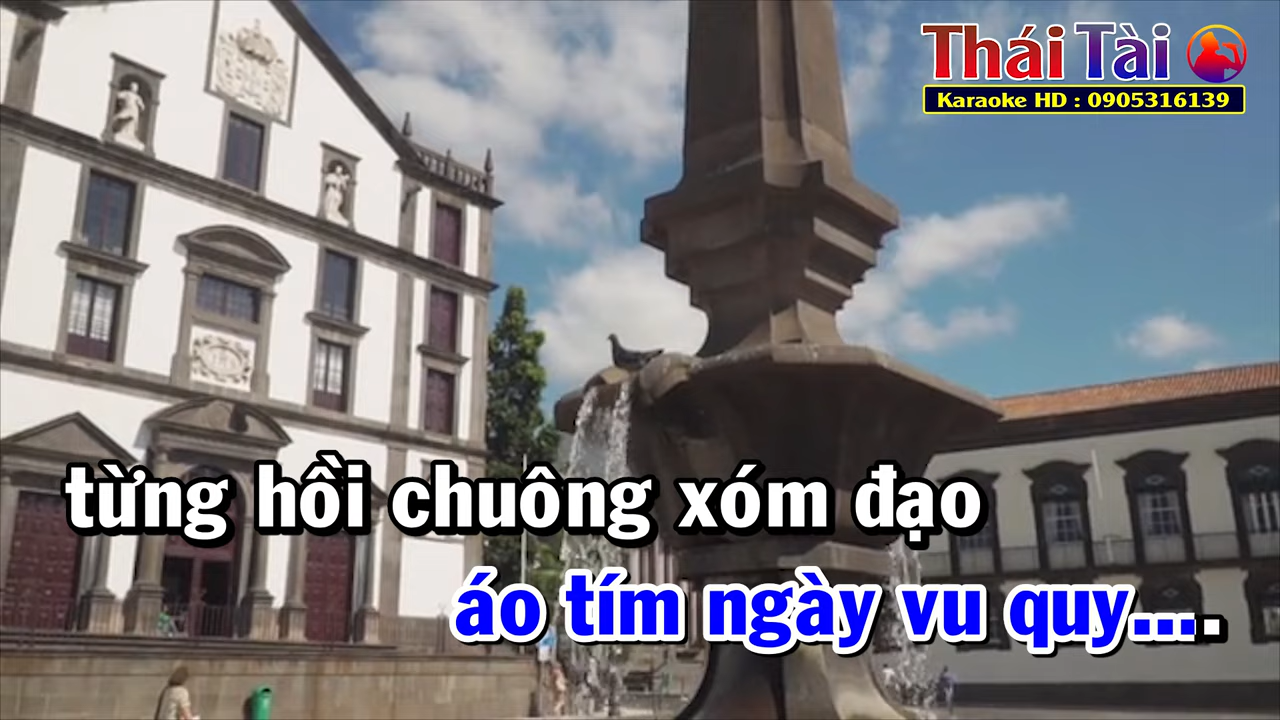 Thái Tài
Karaoke HD : 0905316139
từng hồi chuông xóm đạo
áo tím ngày vu quy....